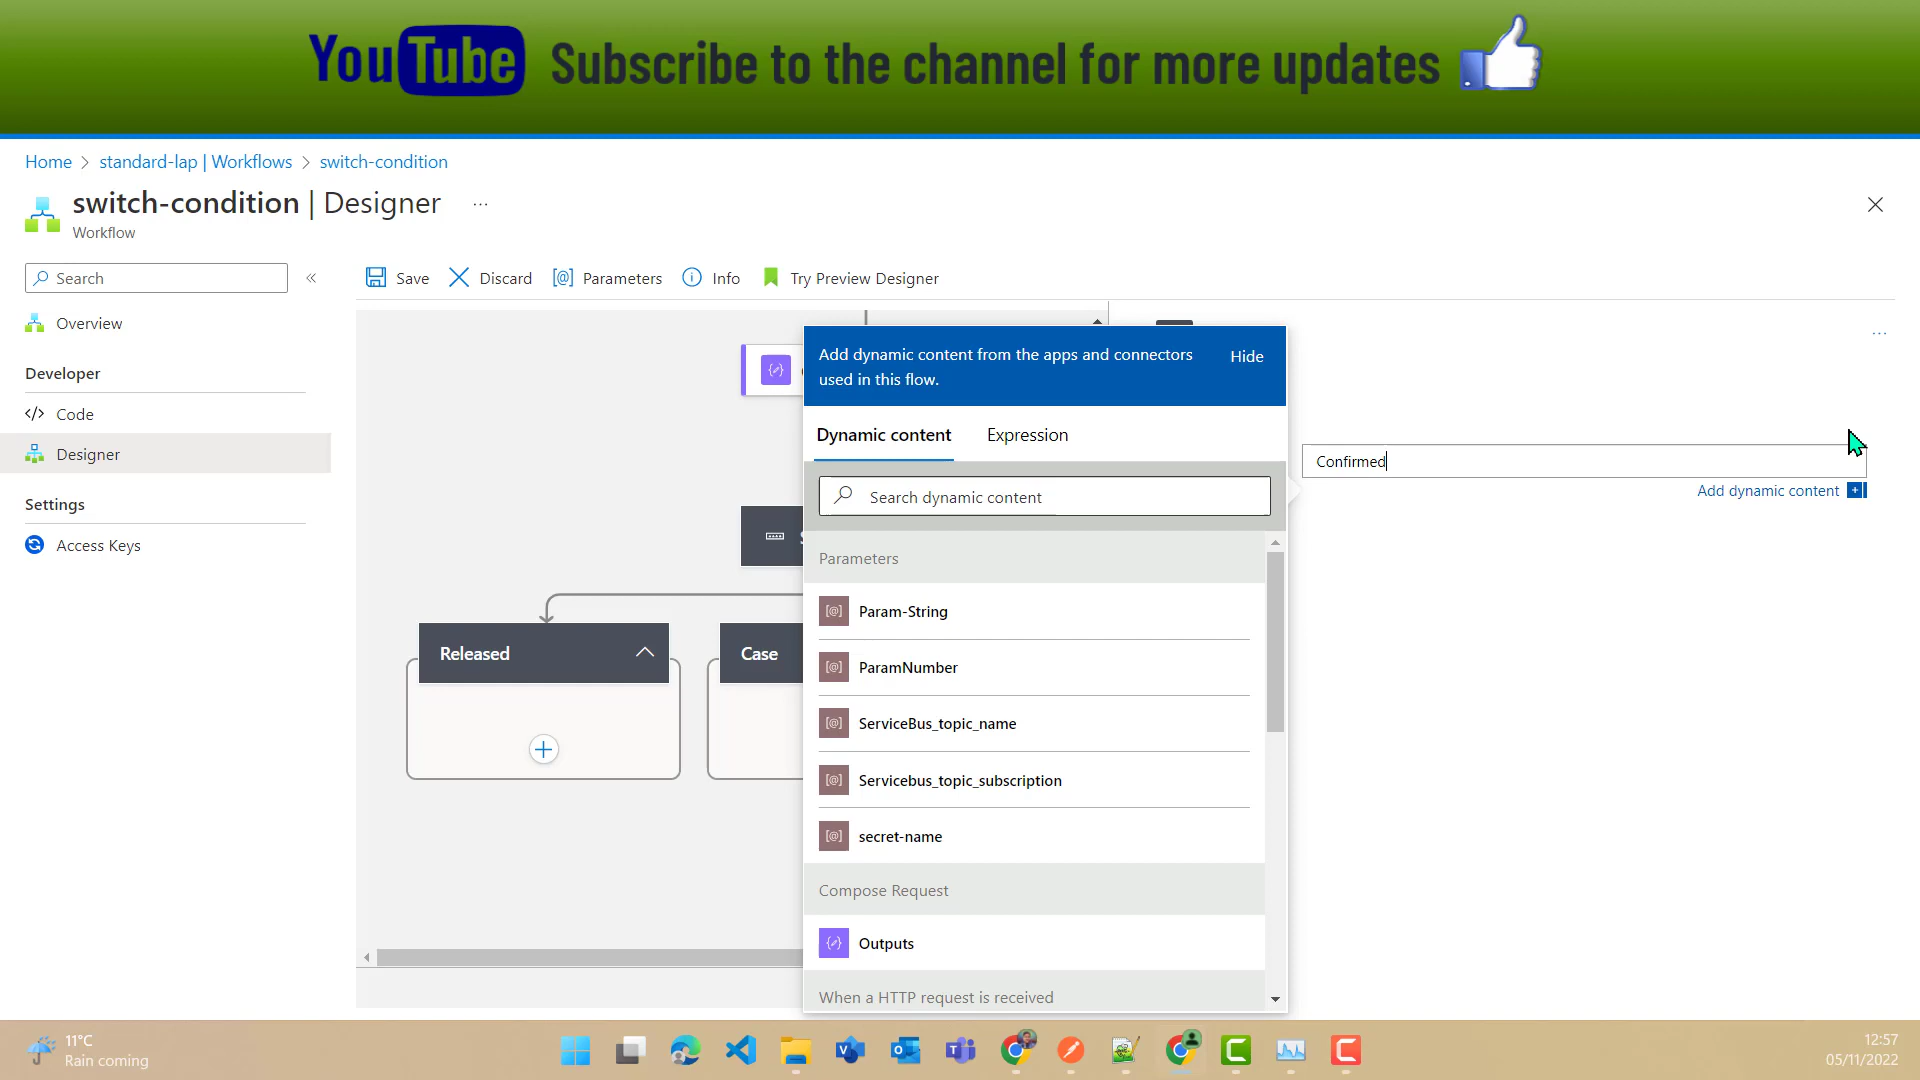 YouTube Subscribe to the channel for more updates
Home > standard-lap | Workflows > switch-condition
switch-condition | Designer ...
Workflow
Search
Save Discard Parameters Info Try Preview Designer
Overview
Developer
Code
Designer
Settings
Access Keys
Add dynamic content from the apps and connectors
used in this flow.
Hide
Dynamic content Expression
Search dynamic content
Confirmed
Add dynamic content
Parameters
Param-String
ParamNumber
ServiceBus_topic_name
Servicebus_topic_subscription
secret-name
Compose Request
Outputs
When a HTTP request is received
Released
Case
11°C
Rain coming
12:57
05/11/2022